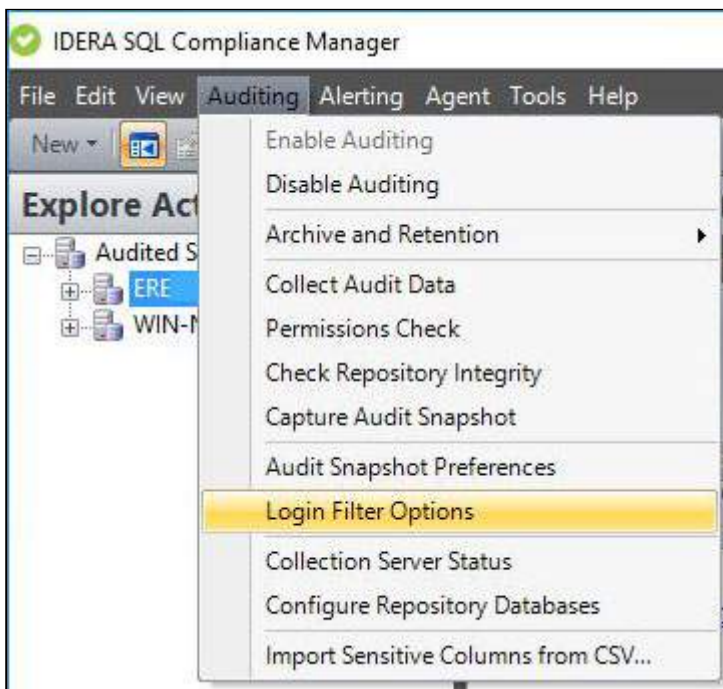 IDERA SQL Compliance Manager
File Edit View Auditing Alerting Agent Tools Help
New
Explore
Audited
ERE
Enable Auditing
Disable Auditing
Archive and Retention
Collect Audit Data
Permissions Check
Check Repository Integrity
Capture Audit Snapshot
Audit Snapshot Preferences
Login Filter Options
Collection Server Status
Configure Repository Databases
Import Sensitive Columns from CSV...